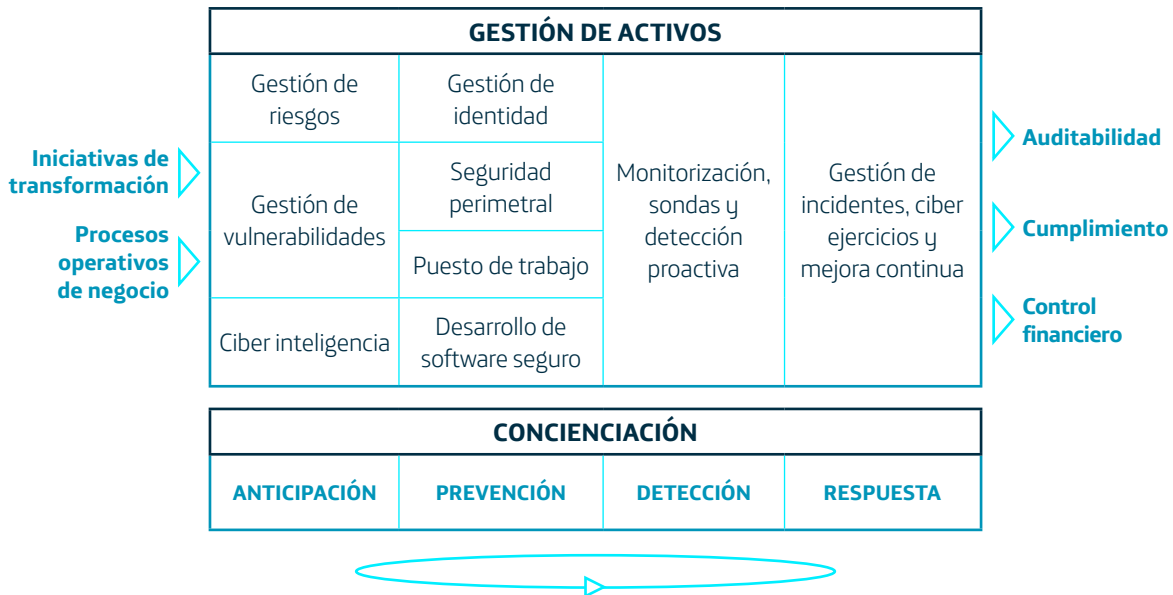 GESTIÓN DE ACTIVOS
Iniciativas de
transformación
Procesos
operativos
de negocio
Gestión de
riesgos
Gestión de
vulnerabilidades
Ciber inteligencia
Gestión de
identidad
Seguridad
perimetral
Puesto de trabajo
Desarrollo de
software seguro
Monitorización,
sondas y
detección
proactiva
Gestión de
incidentes, ciber
ejercicios y
mejora continua
Auditabilidad
Cumplimiento
Control
financiero
CONCIENCIACIÓN
ANTICIPACIÓN
PREVENCIÓN
DETECCIÓN
RESPUESTA